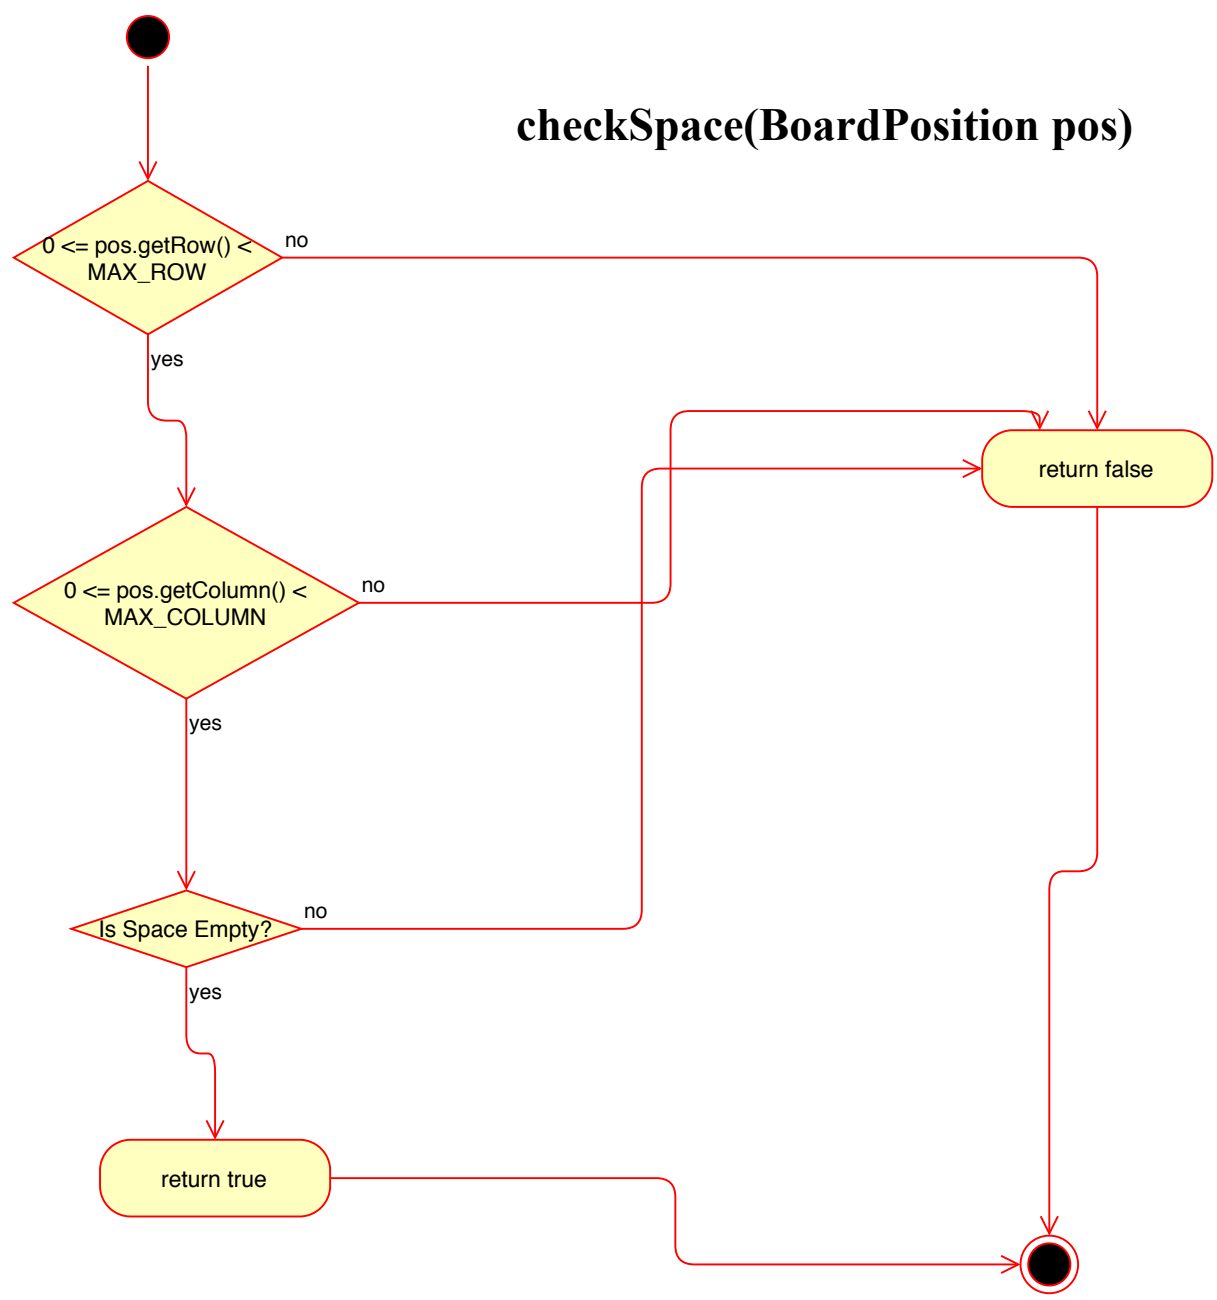 checkSpace(BoardPosition pos)
0 <= pos.getRow() <
MAX_ROW
no
yes
return false
0 <= pos.getColumn() <
MAX_COLUMN
no
yes
Is Space Empty?
no
yes
return true